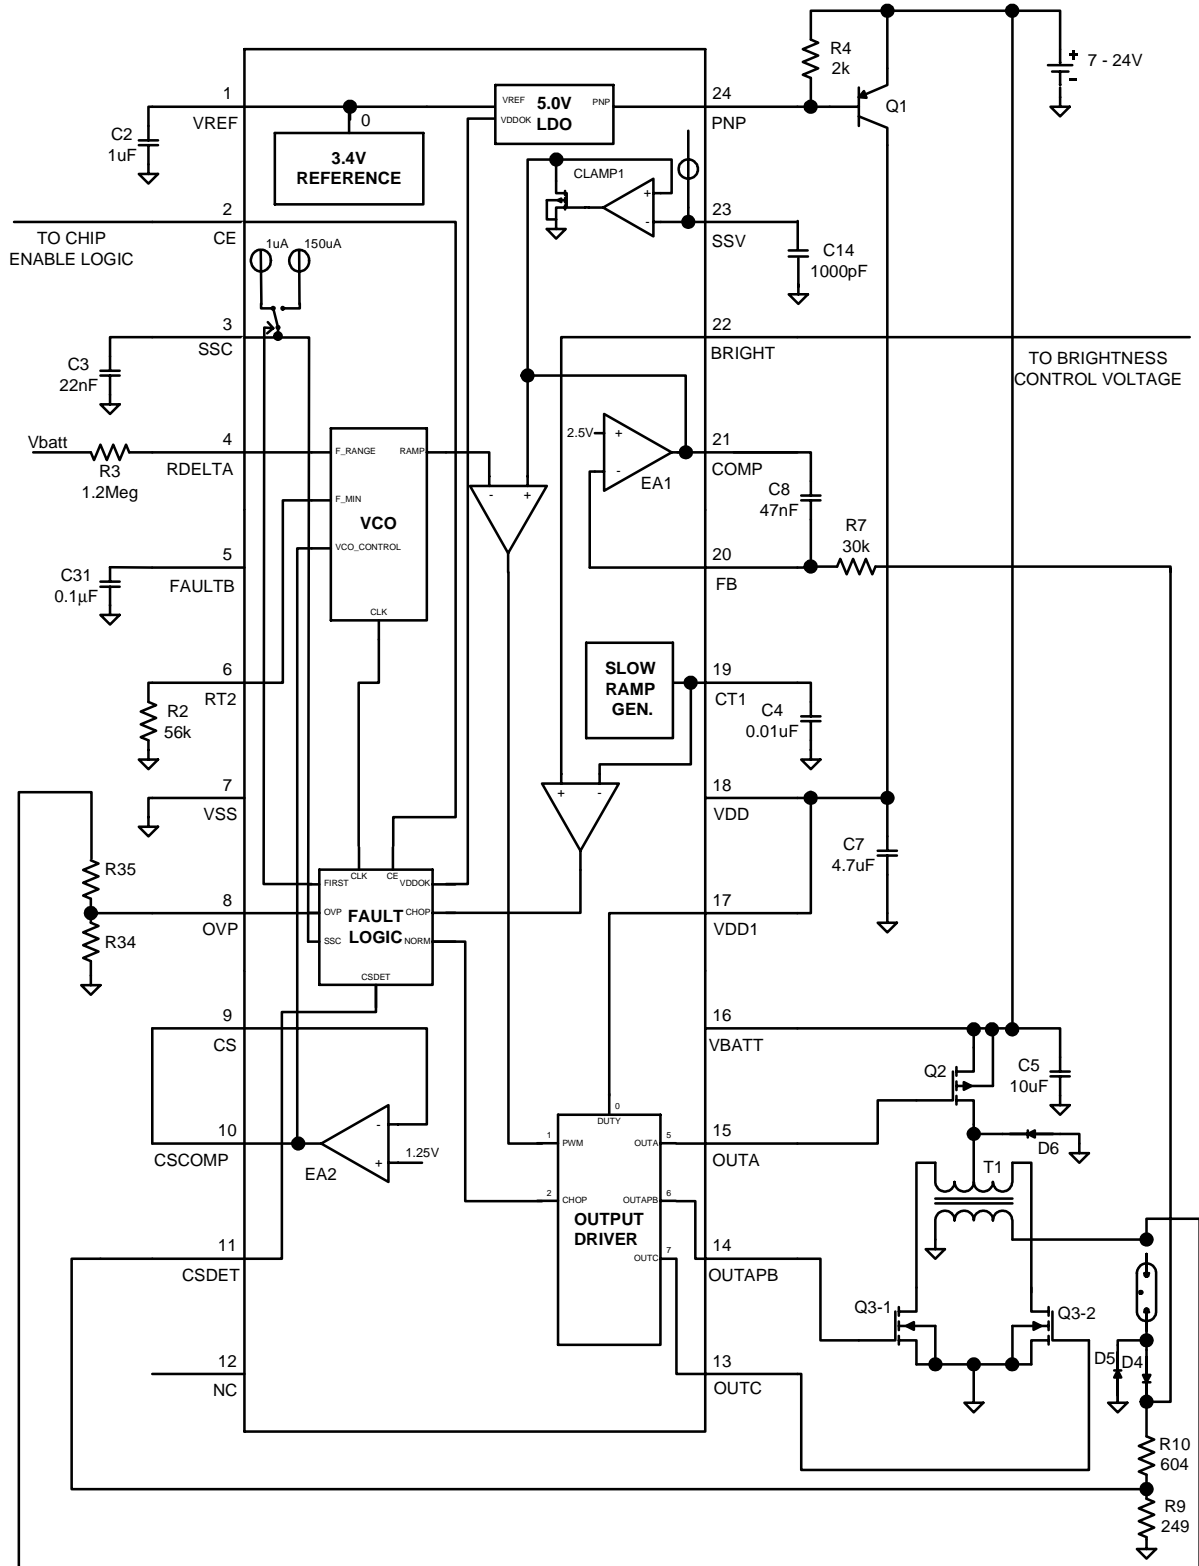 R4
2k
+
7 - 24V
-
Q1
1
VREF
C2
1uF
0
3.4V
REFERENCE
VREF
5.0V
PNP
VDDOK
LDO
24
PNP
CLAMP1
+
-
23
SSV
C14
1000pF
2
CE
TO CHIP
ENABLE LOGIC
1uA
150uA
3
SSC
C3
22nF
22
BRIGHT
TO BRIGHTNESS
CONTROL VOLTAGE
Vbatt
R3
1.2Meg
4
RDELTA
F_RANGE
RAMP
F_MIN
VCO
VCO_CONTROL
CLK
-
+
2.5V
+
-
EA1
21
COMP
C8
47nF
R7
30k
20
FB
5
FAULTB
C31
0.1µF
6
RT2
R2
56k
SLOW
RAMP
GEN.
19
CT1
C4
0.01uF
7
VSS
+
-
18
VDD
C7
4.7uF
R35
R34
8
OVP
FIRST
CLK
CE
VDDOK
OVP
FAULT
CHOP
SSC
LOGIC
NORM
CSDET
17
VDD1
9
CS
16
VBATT
Q2
C5
10uF
10
CSCOMP
-
+
1.25V
EA2
0
DUTY
1
PWM
OUTA
5
2
CHOP
OUTAPB
6
OUTPUT
DRIVER
OUTC
7
15
OUTA
D6
T1
11
CSDET
14
OUTAPB
Q3-1
Q3-2
12
NC
13
OUTC
D5
D4
R10
604
R9
249